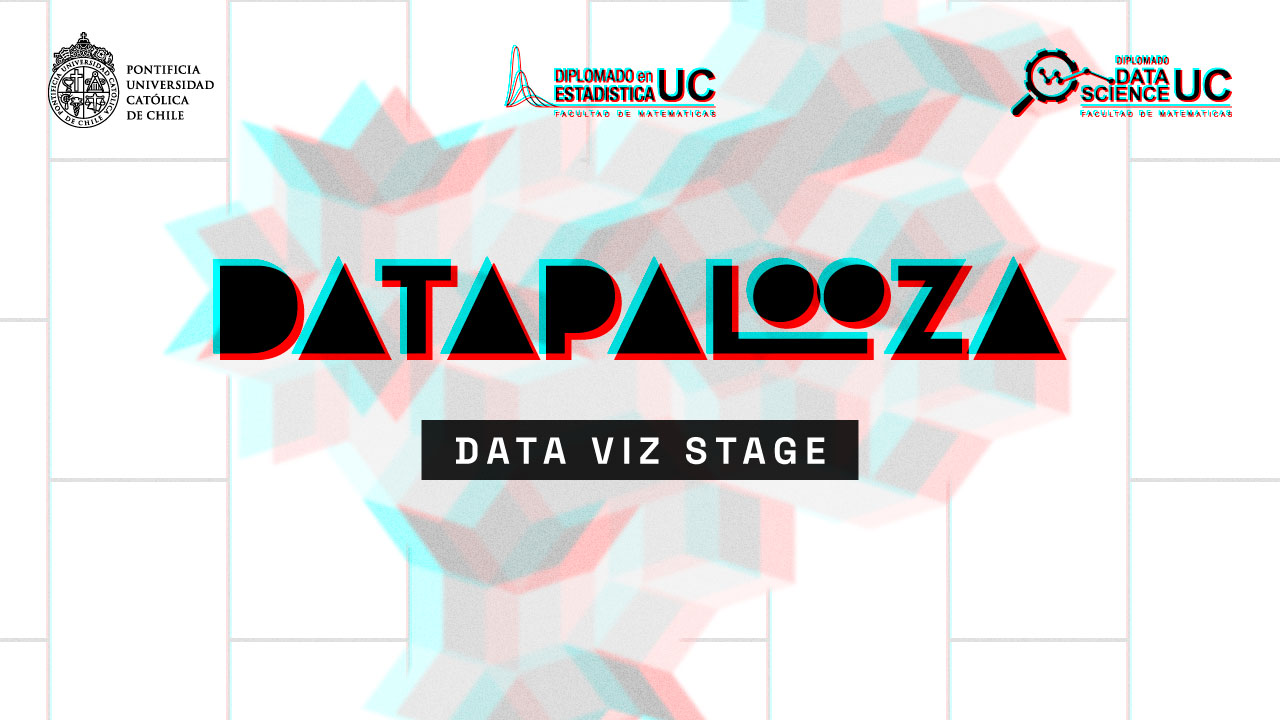 PONTIFICIA
UNIVERSIDAD
CATÓLICA
DE CHILE
DIPLOMADO en
ESTADISTICA UC
FACULTAD DE MATEMATICAS
DIPLOMADO
DATA
SCIENCE UC
FACULTAD DE MATEMATICAS
DATAPALOOZA
DATA VIZ STAGE